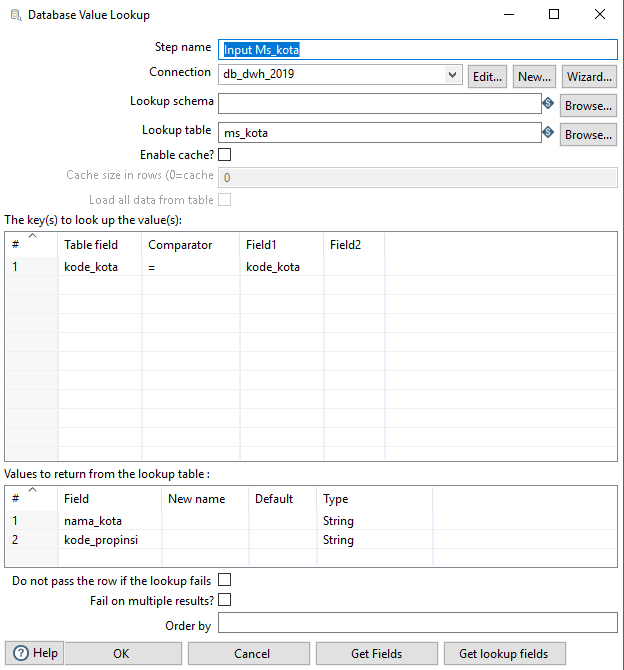 Database Value Lookup
Step name Input Ms_kota
Connection db_dwh_2019 Edit... New... Wizard...
Lookup schema S Browse...
Lookup table ms_kota S Browse...
Enable cache?
Cache size in rows (0=cache 0
Load all data from table
The key(s) to look up the value(s):
# Table field Comparator Field1 Field2
1 kode_kota = kode_kota
Values to return from the lookup table :
# Field New name Default Type
1 nama_kota String
2 kode_propinsi String
Do not pass the row if the lookup fails
Fail on multiple results?
Order by
? Help OK Cancel Get Fields Get lookup fields